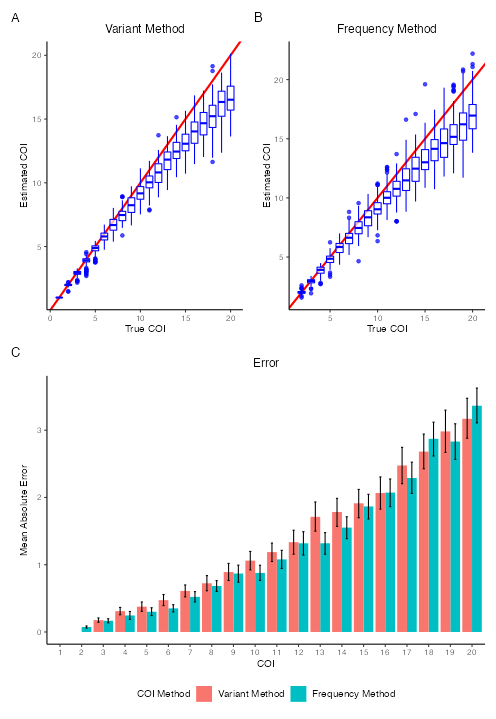 A
Variant Method
20
15
10
5
0
5
10
15
20
Estimated COI
True COI
B
Frequency Method
20
15
10
5
5
10
15
20
Estimated COI
True COI
C
Error
3
2
1
0
Mean Absolute Error
1 2 3 4 5 6 7 8 9 10 11 12 13 14 15 16 17 18 19 20
COI
COI Method Variant Method Frequency Method